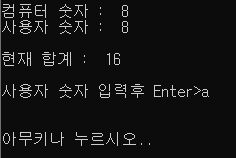 컴퓨터 숫자 :  8
사용자 숫자 :  8
현재 합계 :  16
사용자 숫자 입력후 Enter>a
아무키나 누르시오..